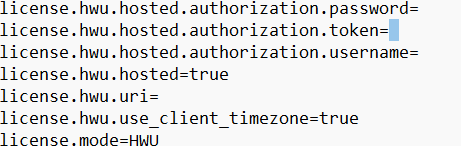 license.hwu.hosted.authorization.password=
license.hwu.hosted.authorization.token=
license.hwu.hosted.authorization.username=
license.hwu.hosted=true
license.hwu.uri=
license.hwu.use_client_timezone=true
license.mode=HWU